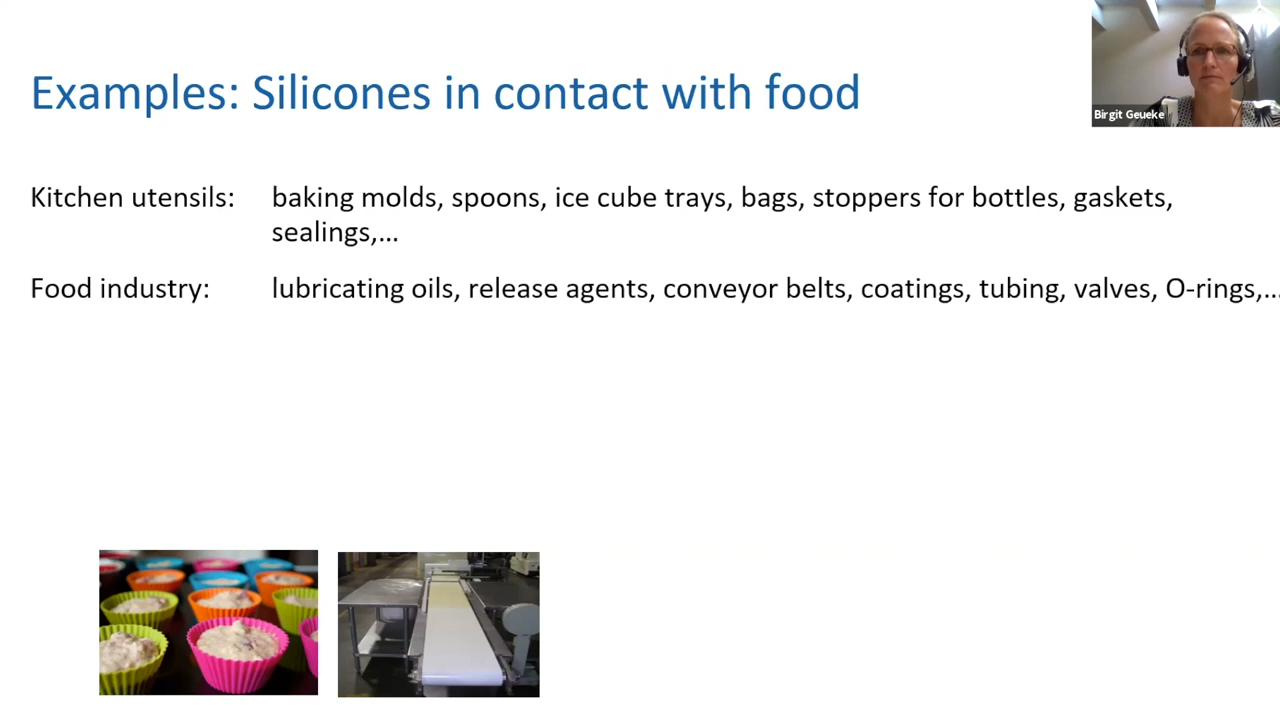 Examples: Silicones in contact with food
Birgit Geueke
Kitchen utensils: baking molds, spoons, ice cube trays, bags, stoppers for bottles, gaskets,
sealings,...
Food industry: lubricating oils, release agents, conveyor belts, coatings, tubing, valves, O-rings,...